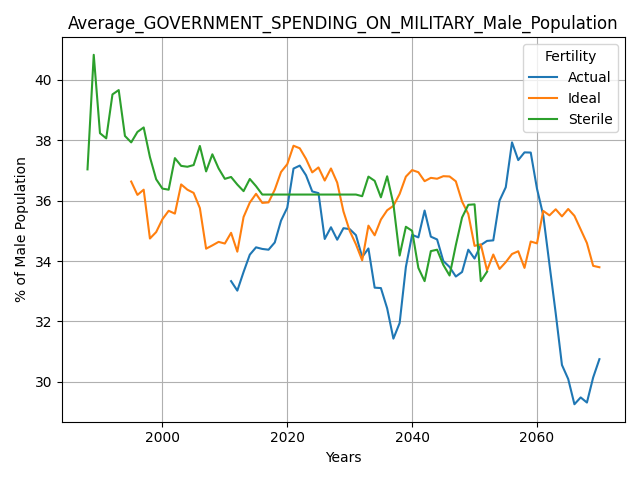 Average_GOVERNMENT_SPENDING_ON_MILITARY_Male_Population
Fertility
Actual
Ideal
Sterile
% of Male Population
40
38
36
34
32
30
2000
2020
2040
2060
Years